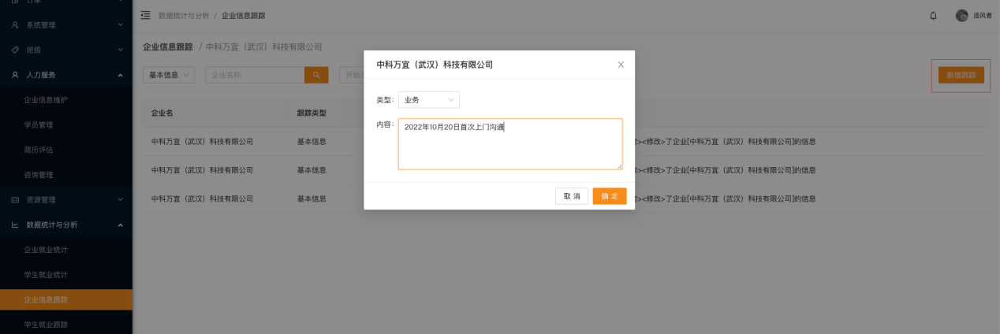 订单
系统管理
班级
人力服务
企业信息维护
学员管理
简历评估
咨询管理
资源管理
数据统计与分析
企业就业统计
学生就业统计
企业信息跟踪
学生就业跟踪
数据统计与分析 / 企业信息跟踪
追风者
企业信息跟踪 / 中科万宜（武汉）科技有限公司
基本信息 企业名称 开始
新增跟踪
企业名 跟踪类型
中科万宜（武汉）科技有限公司 基本信息 ><修改>了企业[中科万宜（武汉）科技有限公司]的信息
中科万宜（武汉）科技有限公司 基本信息 ><修改>了企业[中科万宜（武汉）科技有限公司]的信息
中科万宜（武汉）科技有限公司 基本信息 ><修改>了企业[中科万宜（武汉）科技有限公司]的信息
中科万宜（武汉）科技有限公司
类型: 业务
内容: 2022年10月20日首次上门沟通
取 消 确 定